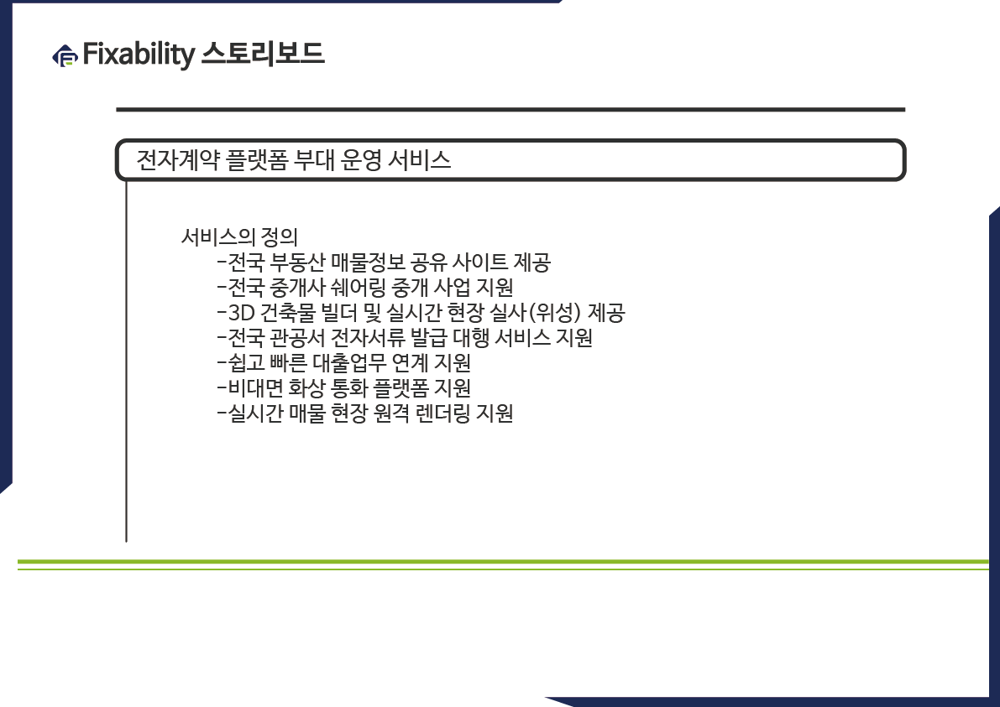 Fixability 스토리보드
전자계약 플랫폼 부대 운영 서비스
서비스의 정의
-전국 부동산 매물정보 공유 사이트 제공
-전국 중개사 쉐어링 중개 사업 지원
-3D 건축물 빌더 및 실시간 현장 실사(위성) 제공
-전국 관공서 전자서류 발급 대행 서비스 지원
-쉽고 빠른 대출업무 연계 지원
-비대면 화상 통화 플랫폼 지원
-실시간 매물 현장 원격 렌더링 지원